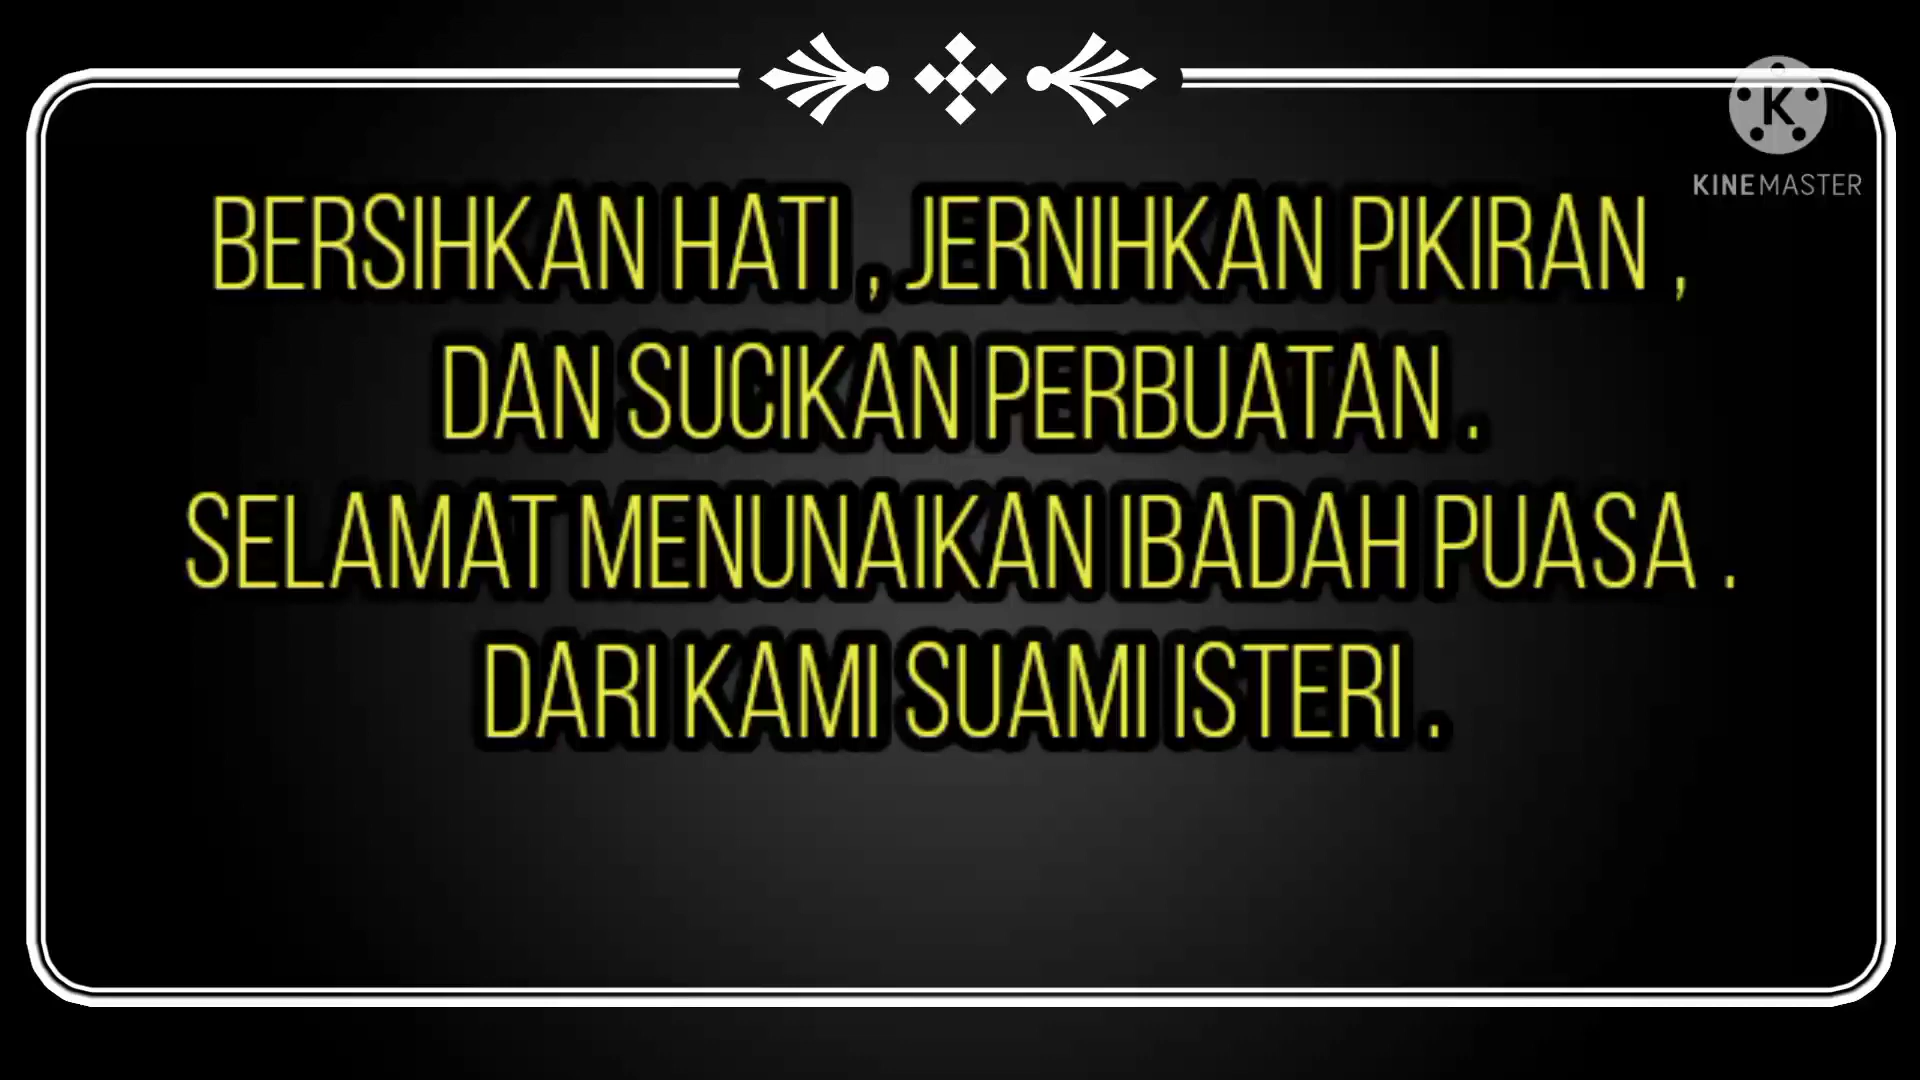 KINEMASTER
BERSIHKAN HATI , JERNIHKAN PIKIRAN ,
DAN SUCIKAN PERBUATAN .
SELAMAT MENUNAIKAN IBADAH PUASA .
DARI KAMI SUAMI ISTERI .